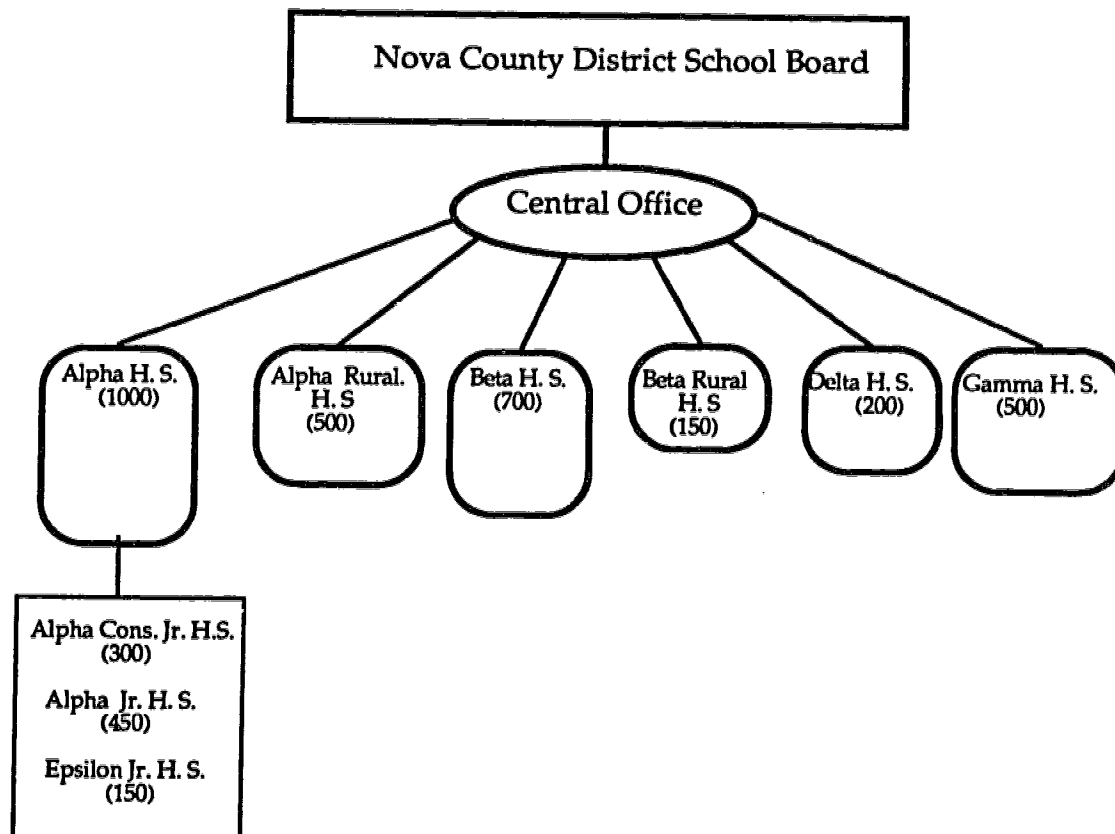 Nova County District School Board
Central Office
Alpha H. S.
(1000)
Alpha Rural.
H. S
(500)
Beta H. S.
(700)
Beta Rural
H. S
(150)
Delta H. S.
(200)
Gamma H. S.
(500)
Alpha Cons. Jr. H.S.
(300)
Alpha Jr. H. S.
(450)
Epsilon Jr. H. S.
(150)